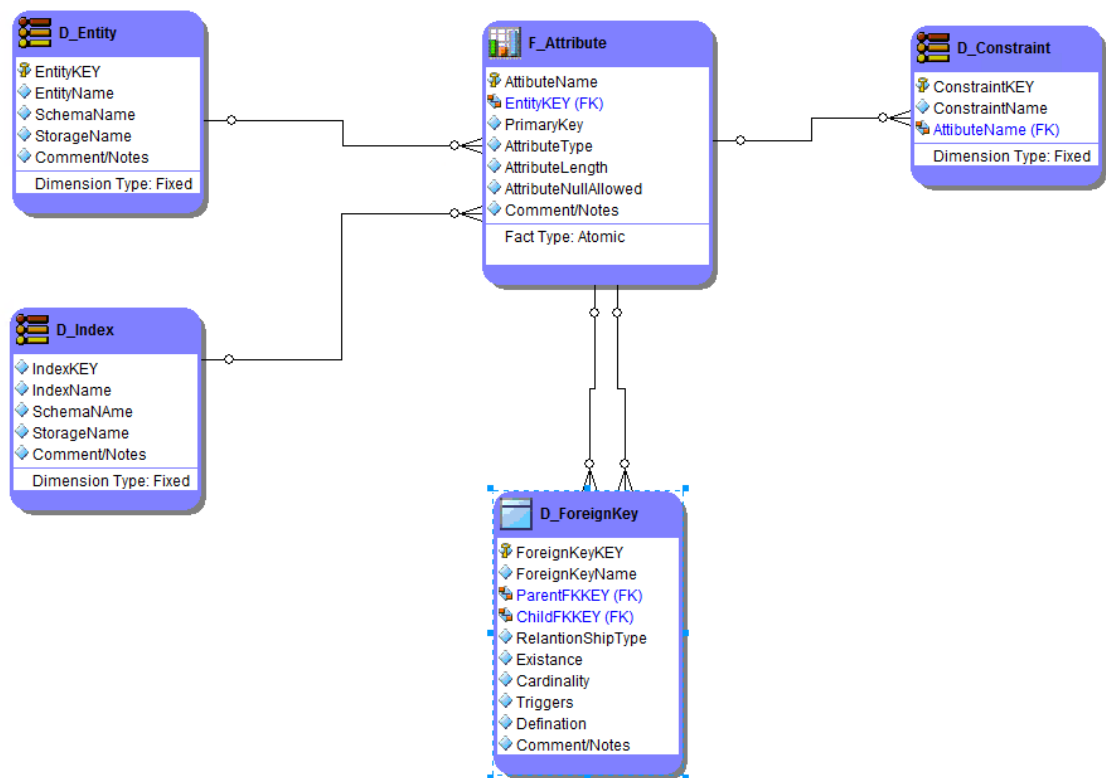 D_Entity
EntityKEY
EntityName
SchemaName
StorageName
Comment/Notes
Dimension Type: Fixed
F_Attribute
AttibuteName
EntityKEY (FK)
PrimaryKey
AttributeType
AttributeLength
AttributeNullAllowed
Comment/Notes
Fact Type: Atomic
D_Constraint
ConstraintKEY
ConstraintName
AttibuteName (FK)
Dimension Type: Fixed
D_Index
IndexKEY
IndexName
SchemaNAme
StorageName
Comment/Notes
Dimension Type: Fixed
D_ForeignKey
ForeignKeyKEY
ForeignKeyName
ParentFKKEY (FK)
ChildFKKEY (FK)
RelantionShipType
Existance
Cardinality
Triggers
Defination
Comment/Notes